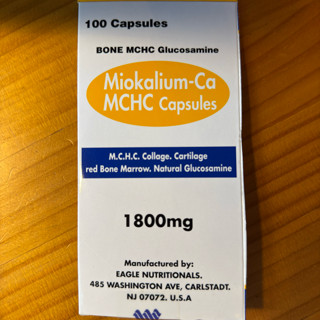 100 Capsules
BONE MCHC Glucosamine
Miokalium-Ca
MCHC Capsules
M.C.H.C. Collage. Cartilage
red Bone Marrow. Natural Glucosamine
1800mg
Manufactured by:
EAGLE NUTRITIONALS.
485 WASHINGTON AVE, CARLSTADT.
NJ 07072. U.S.A